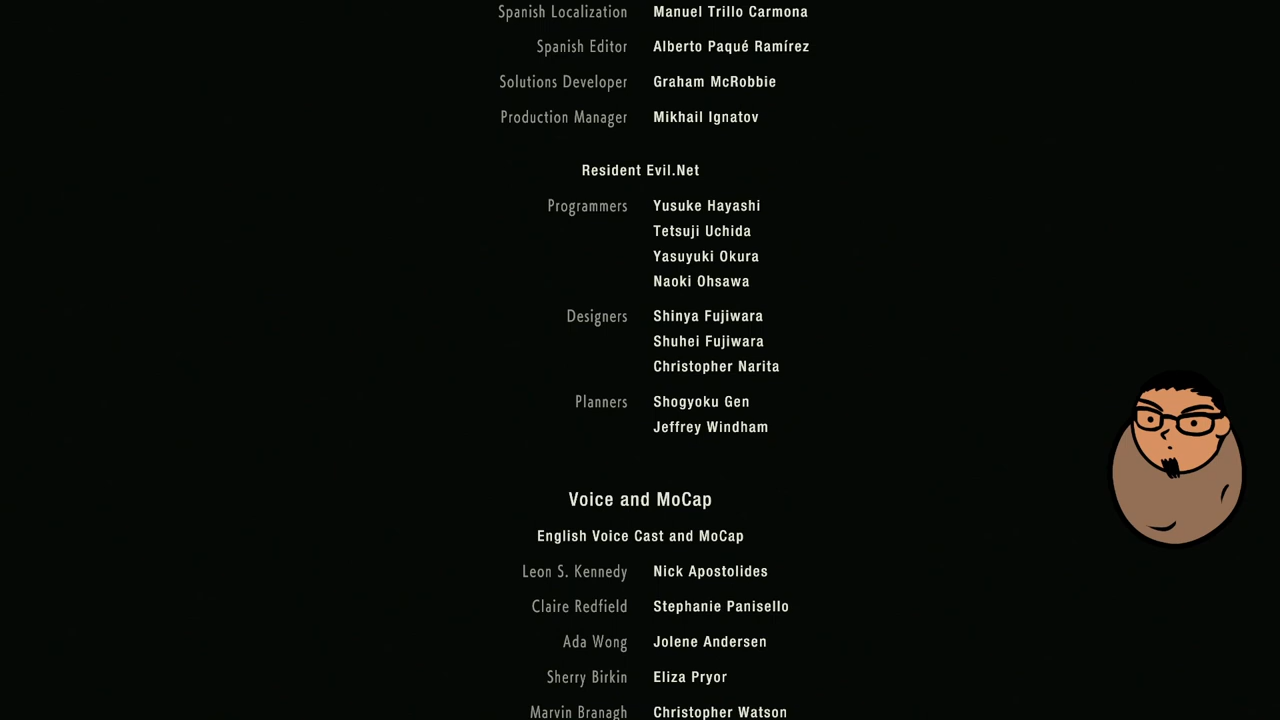 Spanish Localization Manuel Trillo Carmona
Spanish Editor Alberto Paqué Ramírez
Solutions Developer Graham McRobbie
Production Manager Mikhail Ignatov
Resident Evil.Net
Programmers Yusuke Hayashi
Tetsuji Uchida
Yasuyuki Okura
Naoki Ohsawa
Designers Shinya Fujiwara
Shuhei Fujiwara
Christopher Narita
Planners Shogyoku Gen
Jeffrey Windham
Voice and MoCap
English Voice Cast and MoCap
Leon S. Kennedy Nick Apostolides
Claire Redfield Stephanie Panisello
Ada Wong Jolene Andersen
Sherry Birkin Eliza Pryor
Marvin Branagh Christopher Watson